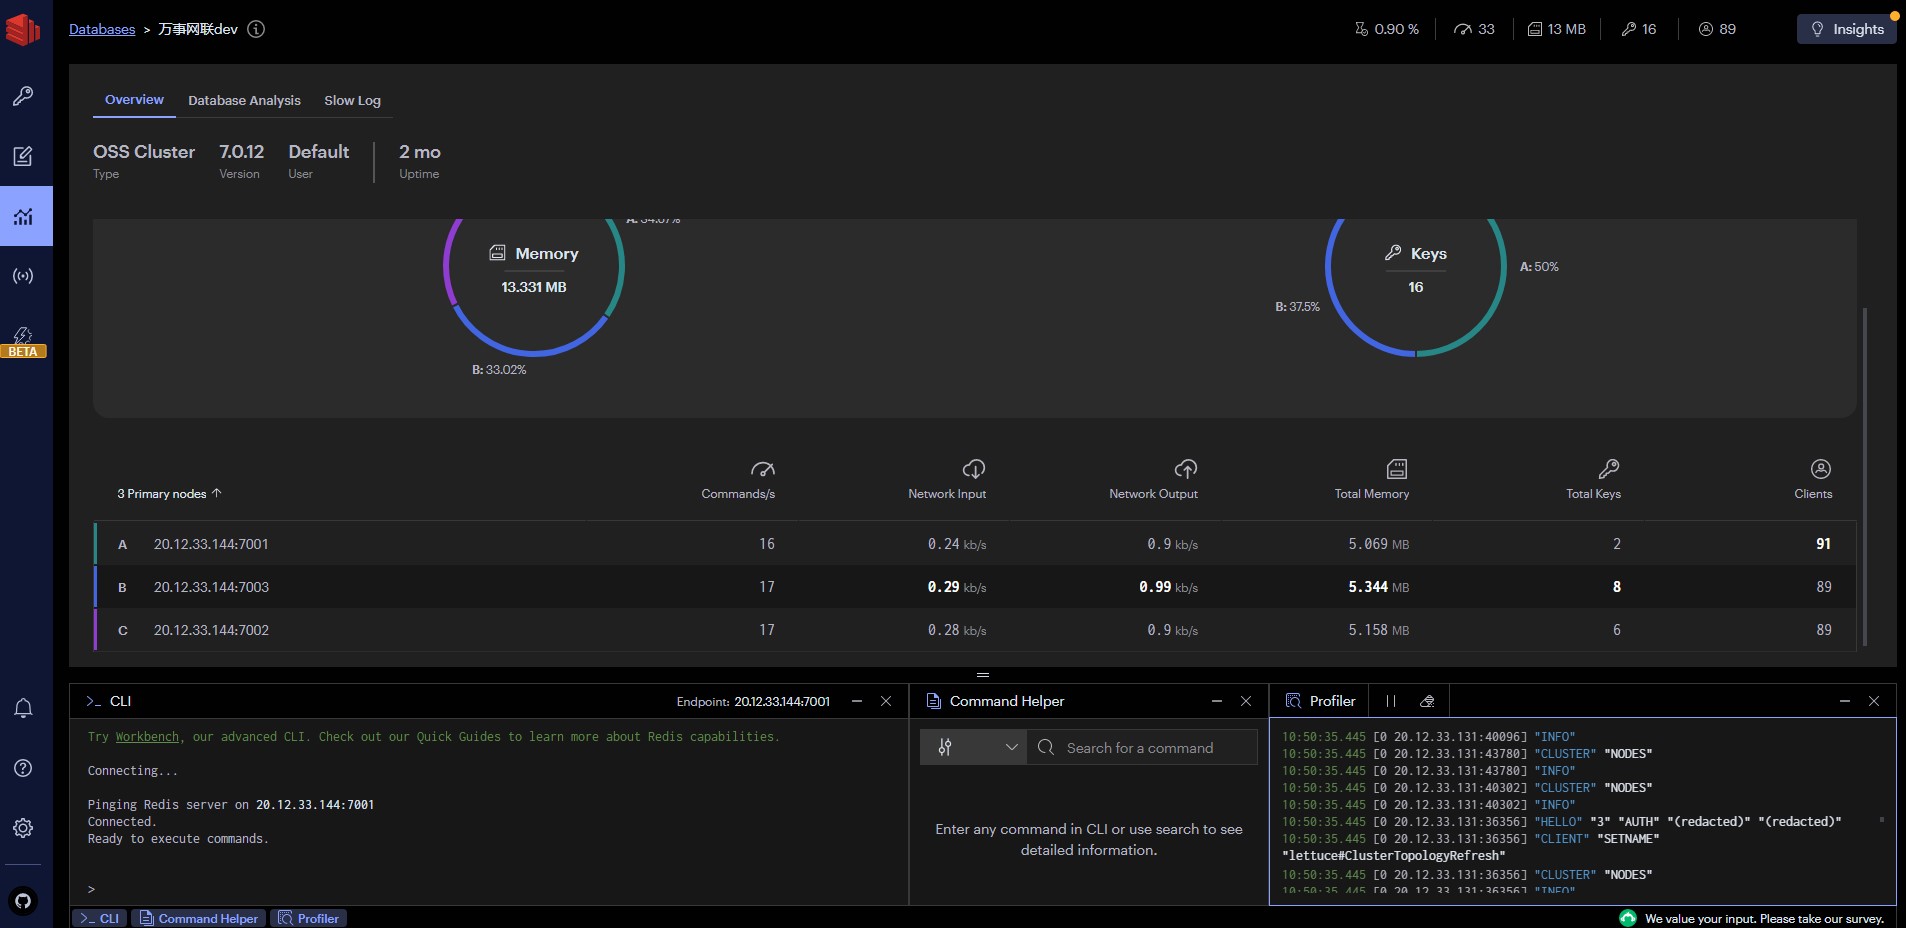 Databases > 万事网联dev
0.90 %
33
13 MB
16
89
Insights
Overview
Database Analysis
Slow Log
OSS Cluster
7.0.12
Default
2 mo
Type
Version
User
Uptime
A: 34.67%
Memory
13.331 MB
B: 33.02%
Keys
16
A: 50%
B: 37.5%
BETA
3 Primary nodes
Commands/s
Network Input
Network Output
Total Memory
Total Keys
Clients
A 20.12.33.144:7001 16 0.24 kb/s 0.9 kb/s 5.069 MB 2 91
B 20.12.33.144:7003 17 0.29 kb/s 0.99 kb/s 5.344 MB 8 89
C 20.12.33.144:7002 17 0.28 kb/s 0.9 kb/s 5.158 MB 6 89
>_ CLI
Endpoint: 20.12.33.144:7001
Try Workbench, our advanced CLI. Check out our Quick Guides to learn more about Redis capabilities.
Connecting...
Pinging Redis server on 20.12.33.144:7001
Connected.
Ready to execute commands.
>
Command Helper
Search for a command
Enter any command in CLI or use search to see
detailed information.
Profiler
10:50:35.445 [0 20.12.33.131:40096] "INFO"
10:50:35.445 [0 20.12.33.131:43780] "CLUSTER" "NODES"
10:50:35.445 [0 20.12.33.131:43780] "INFO"
10:50:35.445 [0 20.12.33.131:40302] "CLUSTER" "NODES"
10:50:35.445 [0 20.12.33.131:40302] "INFO"
10:50:35.445 [0 20.12.33.131:36356] "HELLO" "3" "AUTH" "(redacted)" "(redacted)"
10:50:35.445 [0 20.12.33.131:36356] "CLIENT" "SETNAME"
"lettuce#ClusterTopologyRefresh"
10:50:35.445 [0 20.12.33.131:36356] "CLUSTER" "NODES"
10:50:35.445 [0 20.12.33.131:36356] "INFO"
>_ CLI
Command Helper
Profiler
We value your input. Please take our survey.